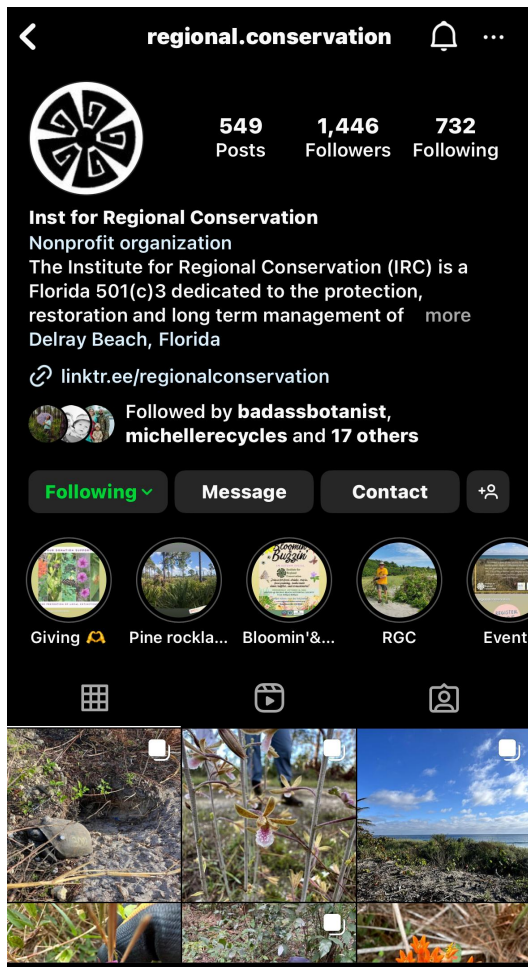 regional.conservation
549 1,446 732
Posts Followers Following
Inst for Regional Conservation
Nonprofit organization
The Institute for Regional Conservation (IRC) is a
Florida 501(c)3 dedicated to the protection,
restoration and long term management of more
Delray Beach, Florida
linktr.ee/regionalconservation
Followed by badassbotanist,
michellerecycles and 17 others
Following Message Contact
Bloomin'
Buzzin'
Giving Pine rockla... Bloomin'&... RGC Event